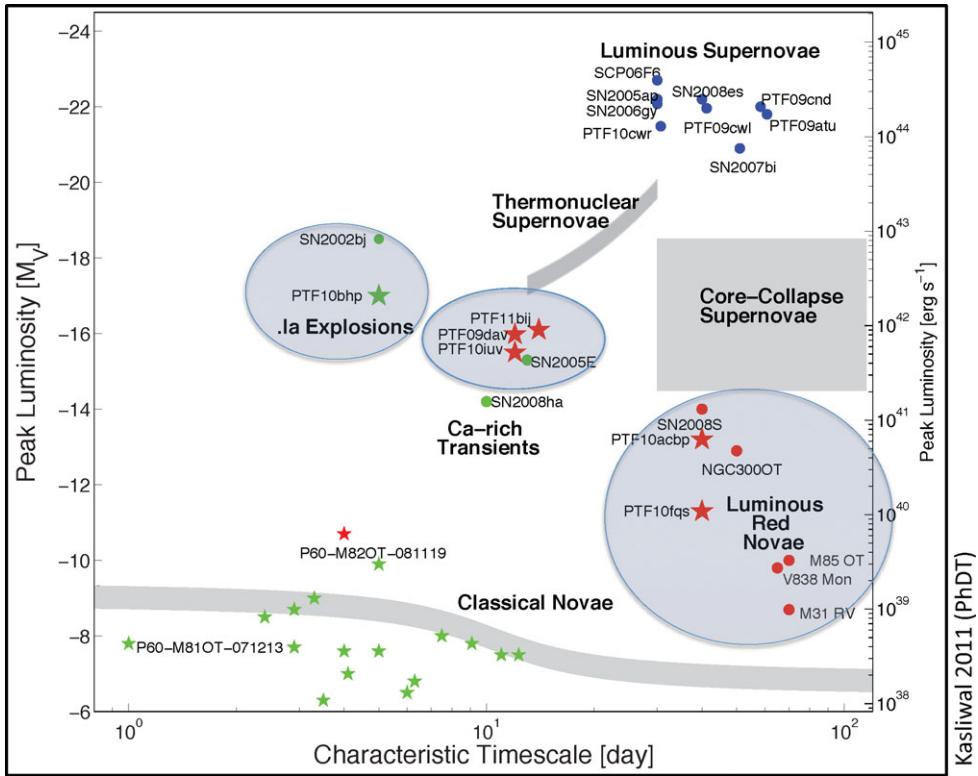 Luminous Supernovae
SCP06F6
SN2005ap
SN2006gy
PTF10cwr
SN2008es
PTF09cwl
PTF09cnd
PTF09atu
SN2007bi
Thermonuclear
Supernovae
SN2002bj
PTF10bhp
.Ia Explosions
PTF11bij
PTF09dav
PTF10iuv
SN2005E
SN2008ha
Ca–rich
Transients
Core–Collapse
Supernovae
SN2008S
PTF10acbp
NGC300OT
PTF10fqs
Luminous
Red
Novae
M85 OT
V838 Mon
M31 RV
P60–M82OT–081119
Classical Novae
P60–M81OT–071213
Peak Luminosity [M_V]
-24
-22
-20
-18
-16
-14
-12
-10
-8
-6
10^0
10^1
10^2
Characteristic Timescale [day]
10^45
10^44
10^43
10^42
10^41
10^40
10^39
10^38
Peak Luminosity [erg s^−1]
Kasliwal 2011 (PhDT)